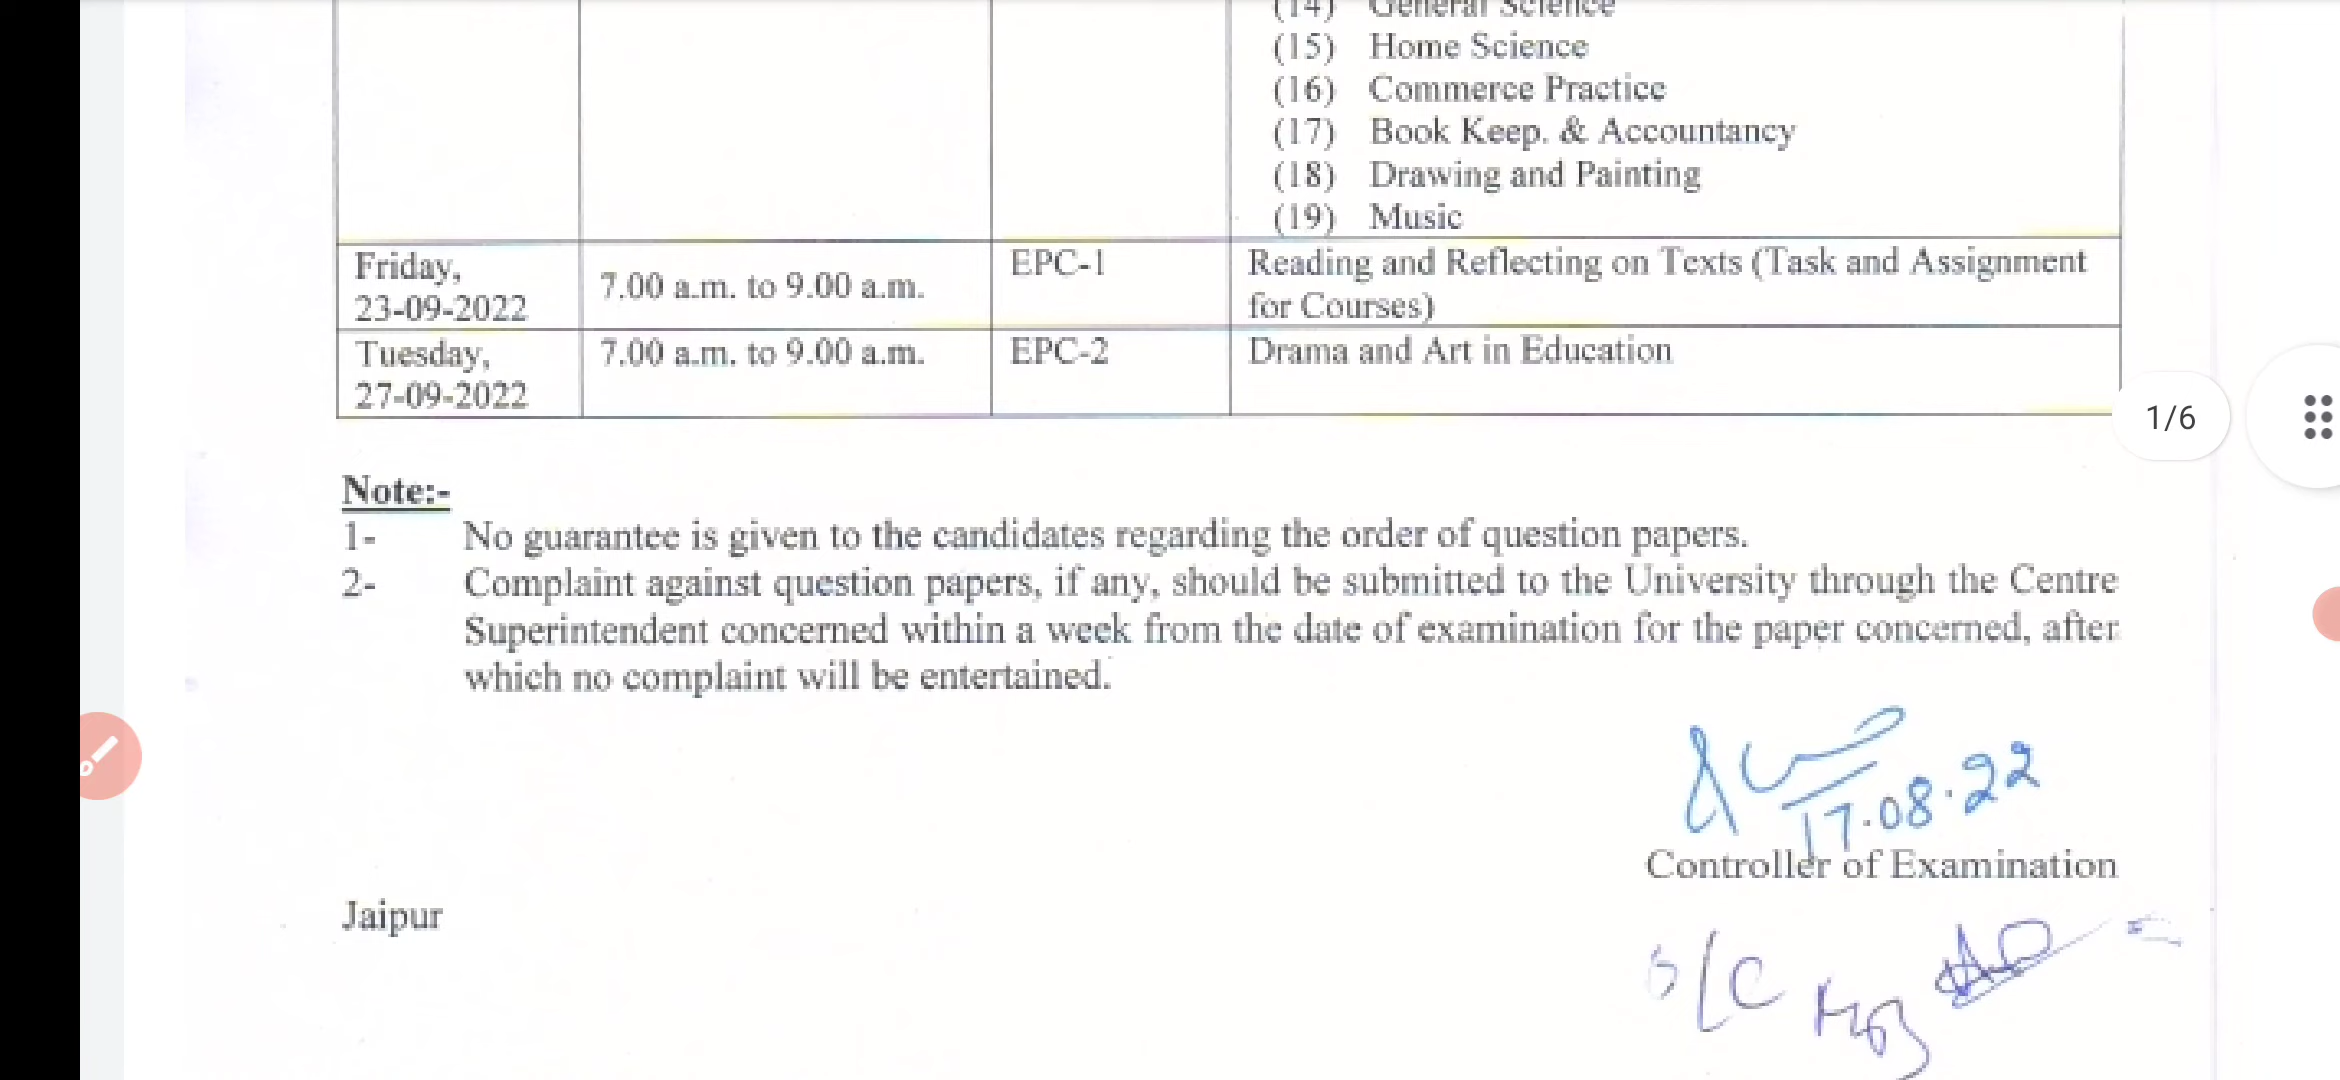 (14) General Science
(15) Home Science
(16) Commerce Practice
(17) Book Keep. & Accountancy
(18) Drawing and Painting
(19) Music
Friday,
23-09-2022
7.00 a.m. to 9.00 a.m.
EPC-1
Reading and Reflecting on Texts (Task and Assignment
for Courses)
Tuesday,
27-09-2022
7.00 a.m. to 9.00 a.m.
EPC-2
Drama and Art in Education
1/6
Note:-
1- No guarantee is given to the candidates regarding the order of question papers.
2- Complaint against question papers, if any, should be submitted to the University through the Centre
Superintendent concerned within a week from the date of examination for the paper concerned, after
which no complaint will be entertained.
17.08.22
Controller of Examination
Jaipur